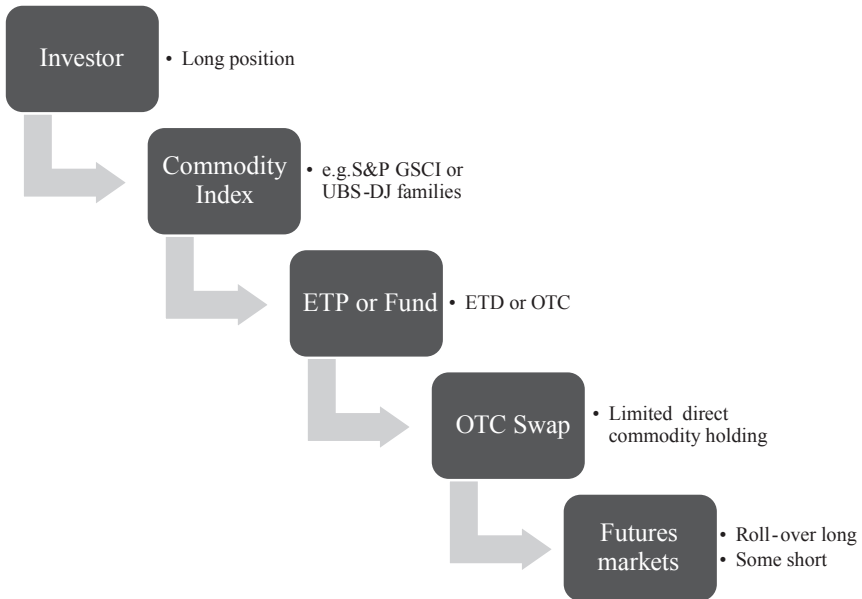 Investor
• Long position
Commodity
Index
• e.g.S&P GSCI or
UBS-DJ families
ETP or Fund
• ETD or OTC
OTC Swap
• Limited direct
commodity holding
Futures
markets
• Roll-over long
• Some short